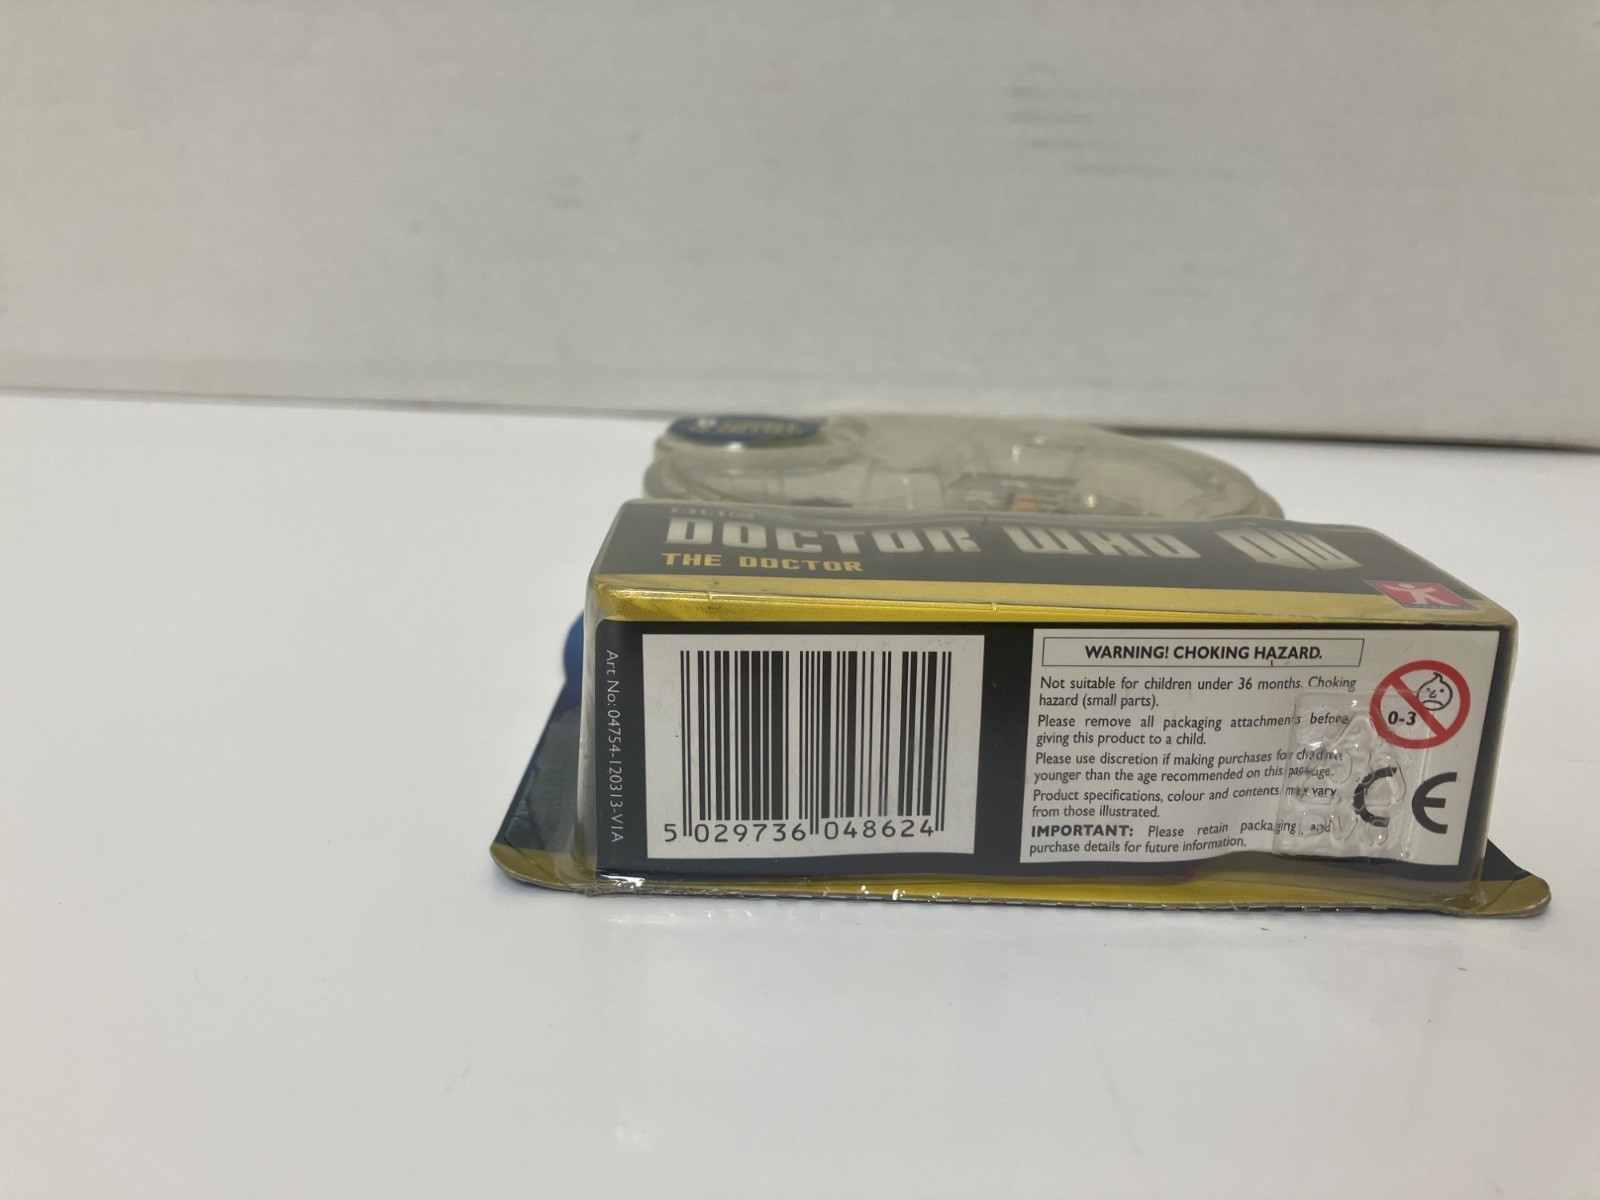 BBC
DOCTOR WHO DW
THE DOCTOR
Art No: 04754-120313-V1A
5 029736 048624
WARNING! CHOKING HAZARD.
Not suitable for children under 36 months. Choking
hazard (small parts).
Please remove all packaging attachments before
giving this product to a child.
Please use discretion if making purchases for children
younger than the age recommended on this package.
Product specifications, colour and contents may vary
from those illustrated.
IMPORTANT: Please retain packaging and
purchase details for future information.
0-3
CE